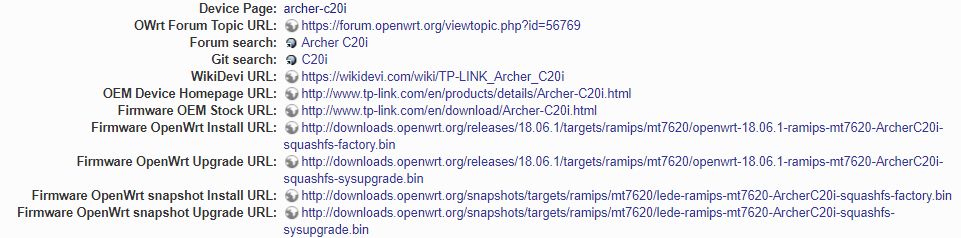 Device Page: archer-c20i
OWrt Forum Topic URL: https://forum.openwrt.org/viewtopic.php?id=56769
Forum search: Archer C20i
Git search: C20i
WikiDevi URL: https://wikidevi.com/wiki/TP-LINK_Archer_C20i
OEM Device Homepage URL: http://www.tp-link.com/en/products/details/Archer-C20i.html
Firmware OEM Stock URL: http://www.tp-link.com/en/download/Archer-C20i.html
Firmware OpenWrt Install URL: http://downloads.openwrt.org/releases/18.06.1/targets/ramips/mt7620/openwrt-18.06.1-ramips-mt7620-ArcherC20i-
squashfs-factory.bin
Firmware OpenWrt Upgrade URL: http://downloads.openwrt.org/releases/18.06.1/targets/ramips/mt7620/openwrt-18.06.1-ramips-mt7620-ArcherC20i-
squashfs-sysupgrade.bin
Firmware OpenWrt snapshot Install URL: http://downloads.openwrt.org/snapshots/targets/ramips/mt7620/lede-ramips-mt7620-ArcherC20i-squashfs-factory.bin
Firmware OpenWrt snapshot Upgrade URL: http://downloads.openwrt.org/snapshots/targets/ramips/mt7620/lede-ramips-mt7620-ArcherC20i-squashfs-
sysupgrade.bin